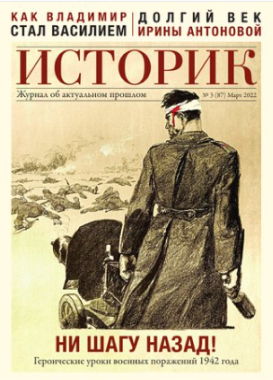 КАК ВЛАДИМИР
СТАЛ ВАСИЛИЕМ
ДОЛГИЙ ВЕК
ИРИНЫ АНТОНОВОЙ
ИСТОРИК
Журнал об актуальном прошлом
№ 3 (87) Март 2022
НИ ШАГУ НАЗАД!
Героические уроки военных поражений 1942 года